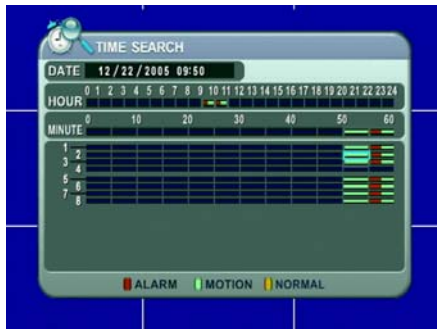 TIME SEARCH
DATE 12/22/2005 09:50
0 1 2 3 4 5 6 7 8 9 10 11 12 13 14 15 16 17 18 19 20 21 22 23 24
HOUR
0 10 20 30 40 50 60
MINUTE
1
2
3
4
5
6
7
8
ALARM MOTION NORMAL